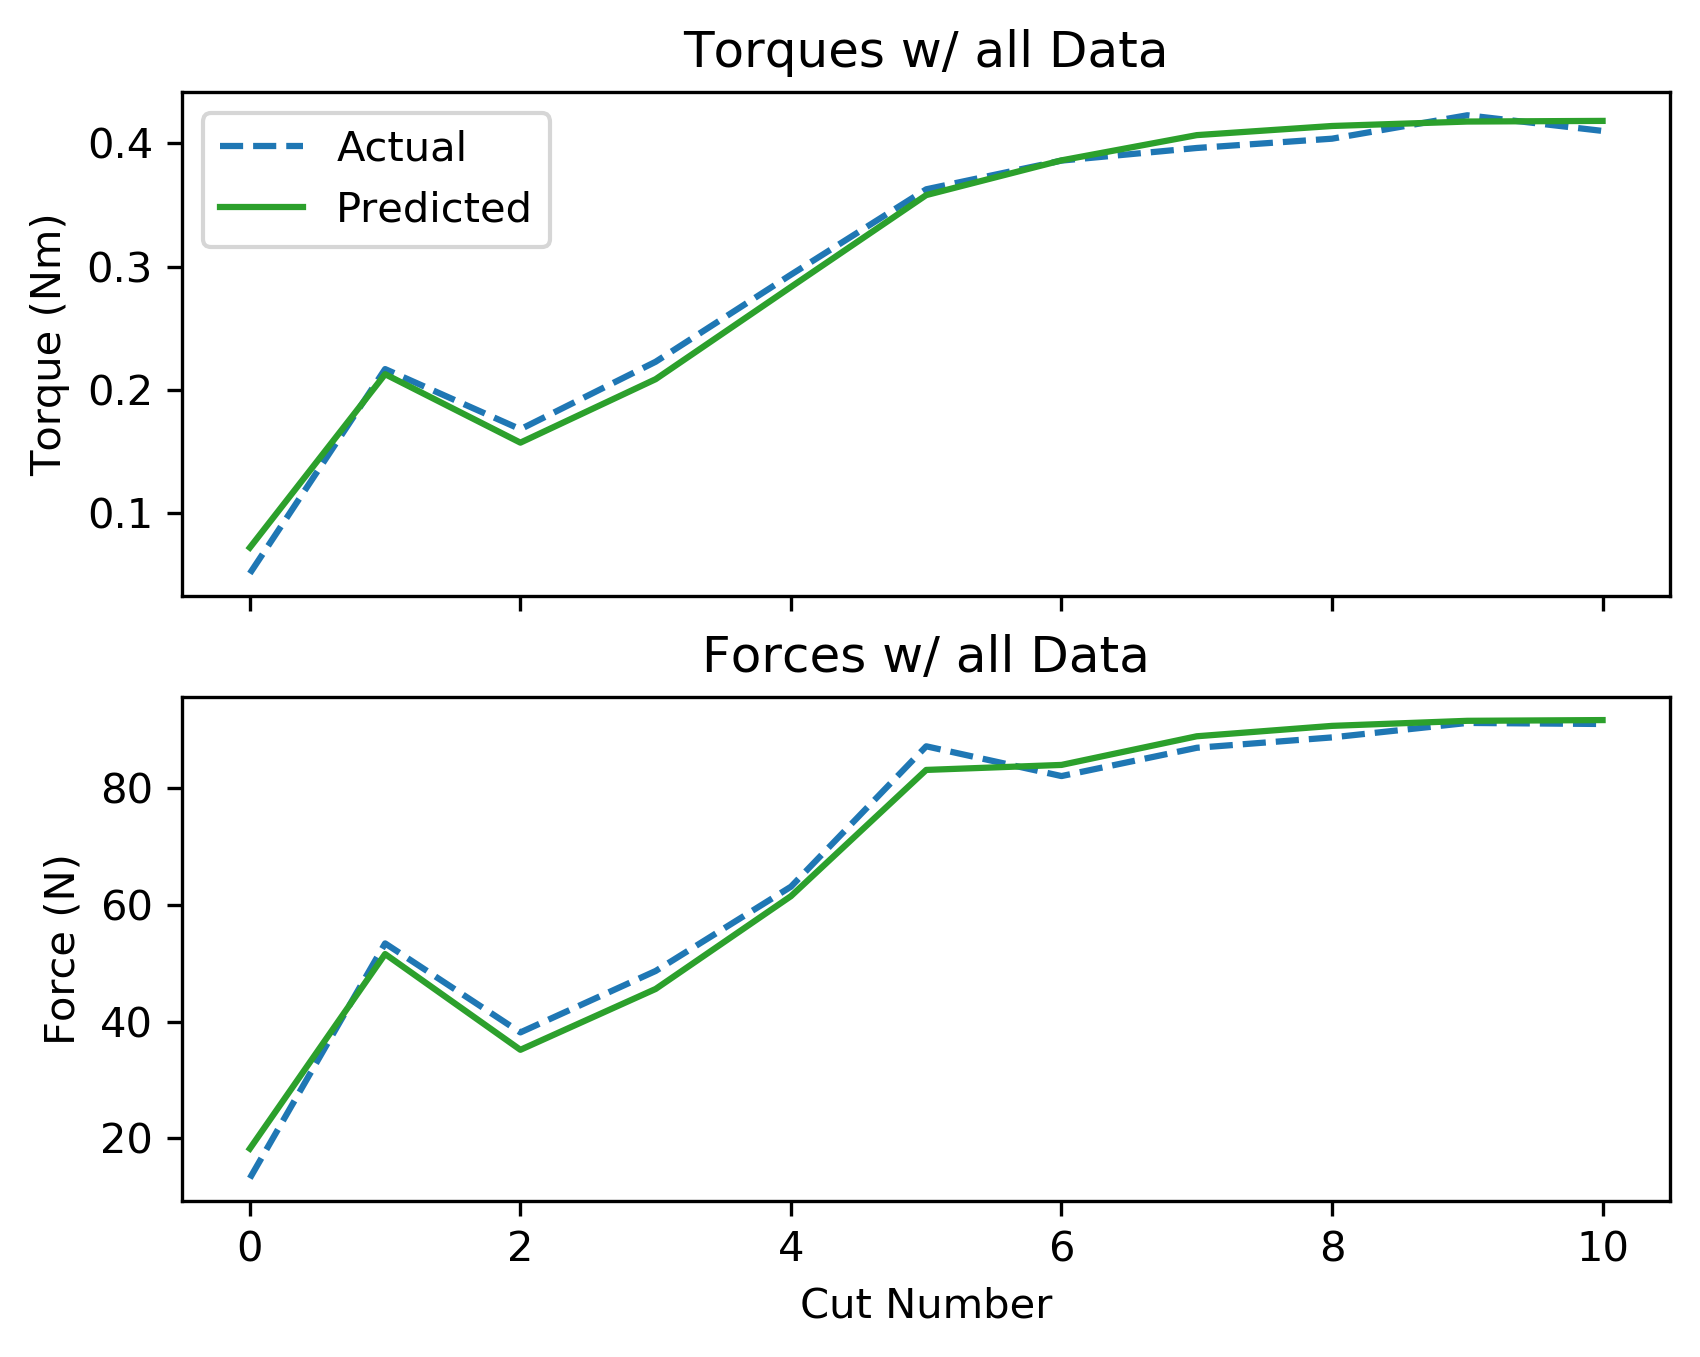 Torques w/ all Data
Actual
Predicted
0.4
0.3
0.2
0.1
Torque (Nm)
Forces w/ all Data
80
60
40
20
Force (N)
0 2 4 6 8 10
Cut Number